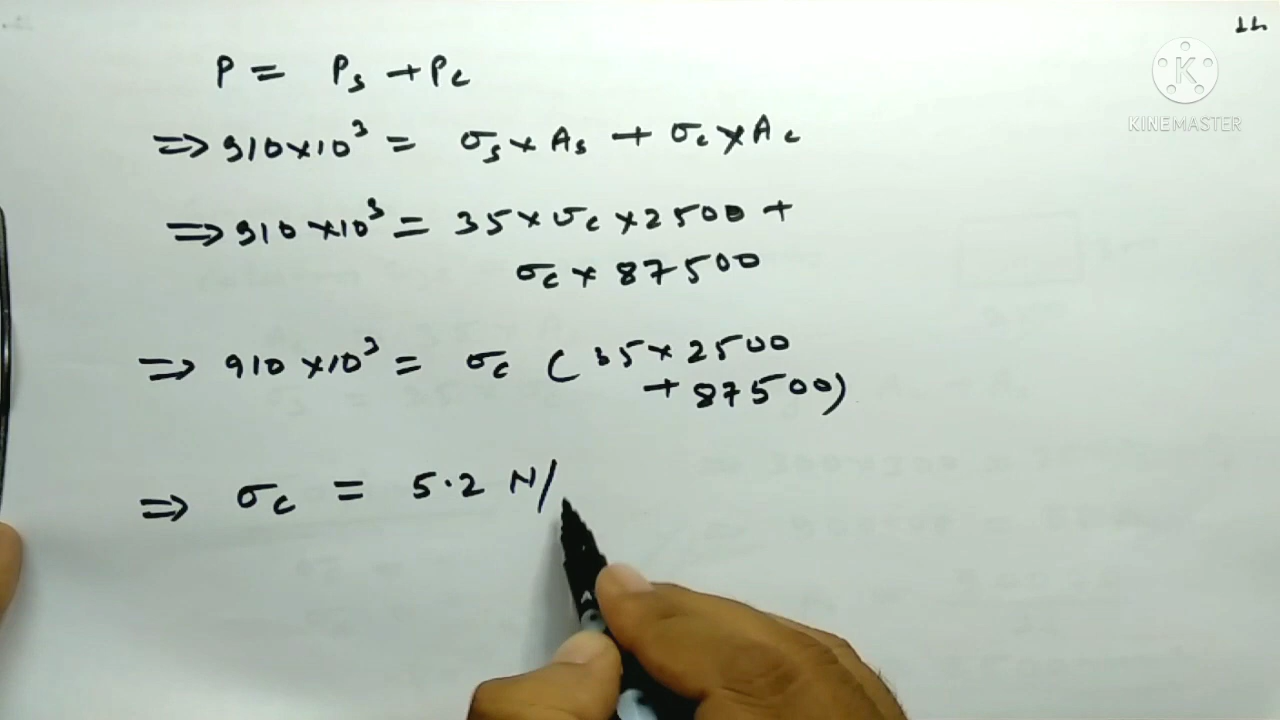 P = Ps + Pc
⇒ 910×10³ = σs × As + σc × Ac
⇒ 910×10³ = 35 × σc × 2500 +
σc × 87500
⇒ 910×10³ = σc ( 35 × 2500
+ 87500)
⇒ σc = 5.2 N/
KINEMASTER